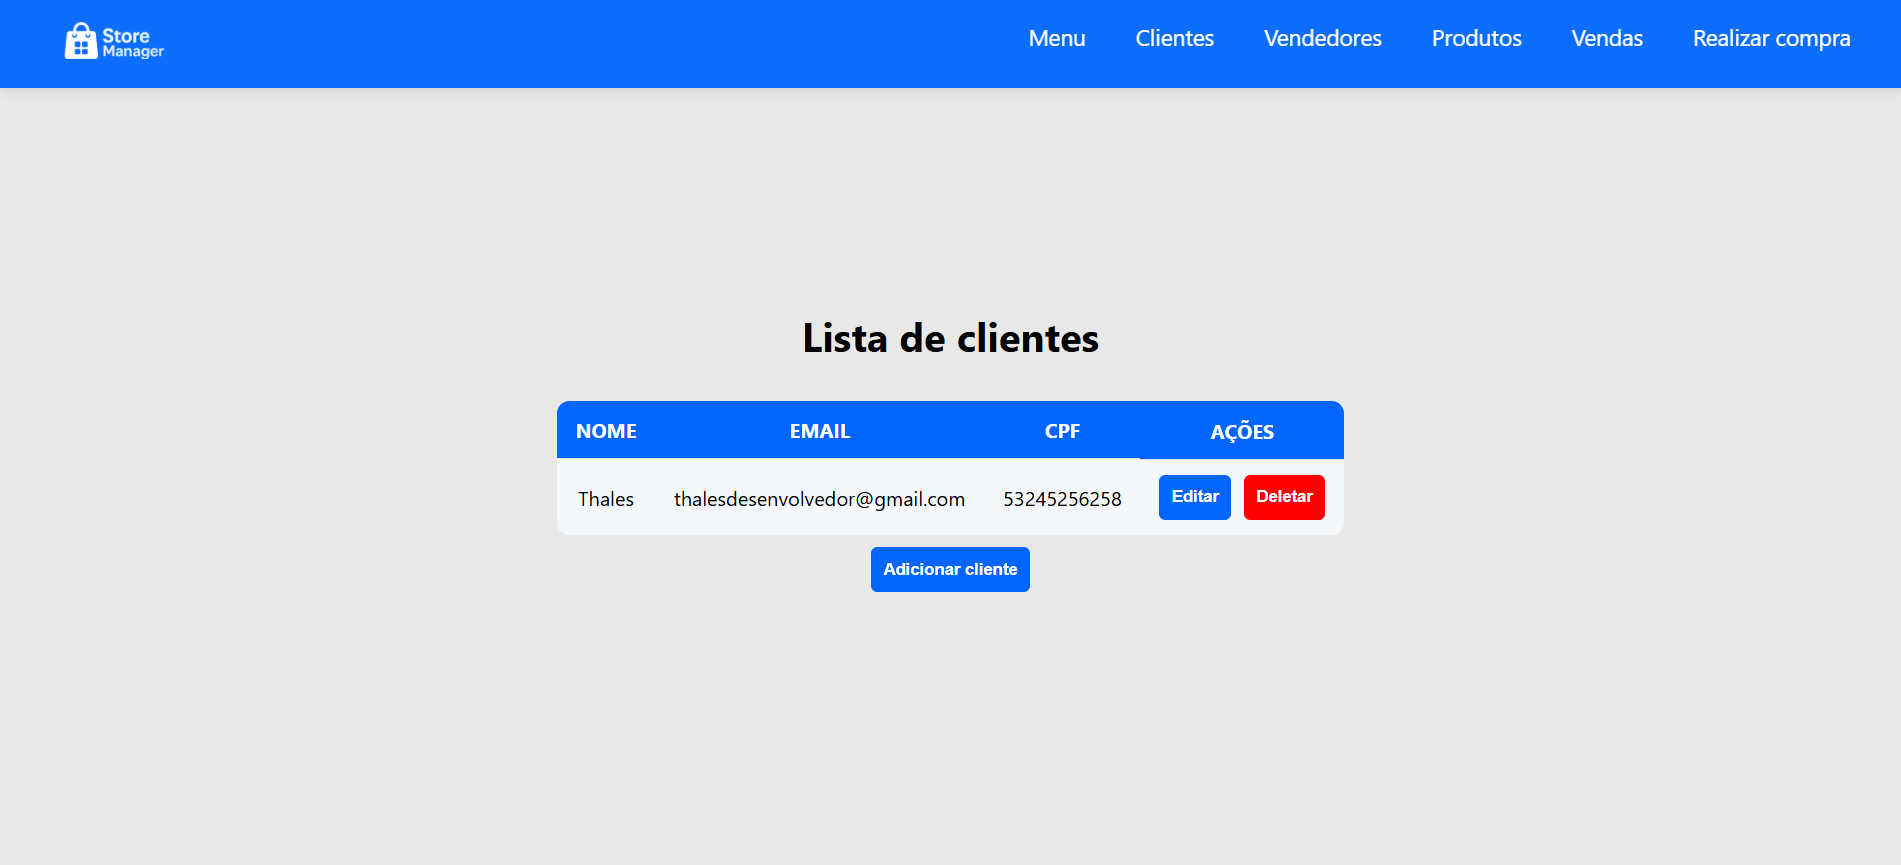 Store
Manager
Menu Clientes Vendedores Produtos Vendas Realizar compra
Lista de clientes
NOME EMAIL CPF AÇÕES
Thales thalesdesenvolvedor@gmail.com 53245256258 Editar Deletar
Adicionar cliente